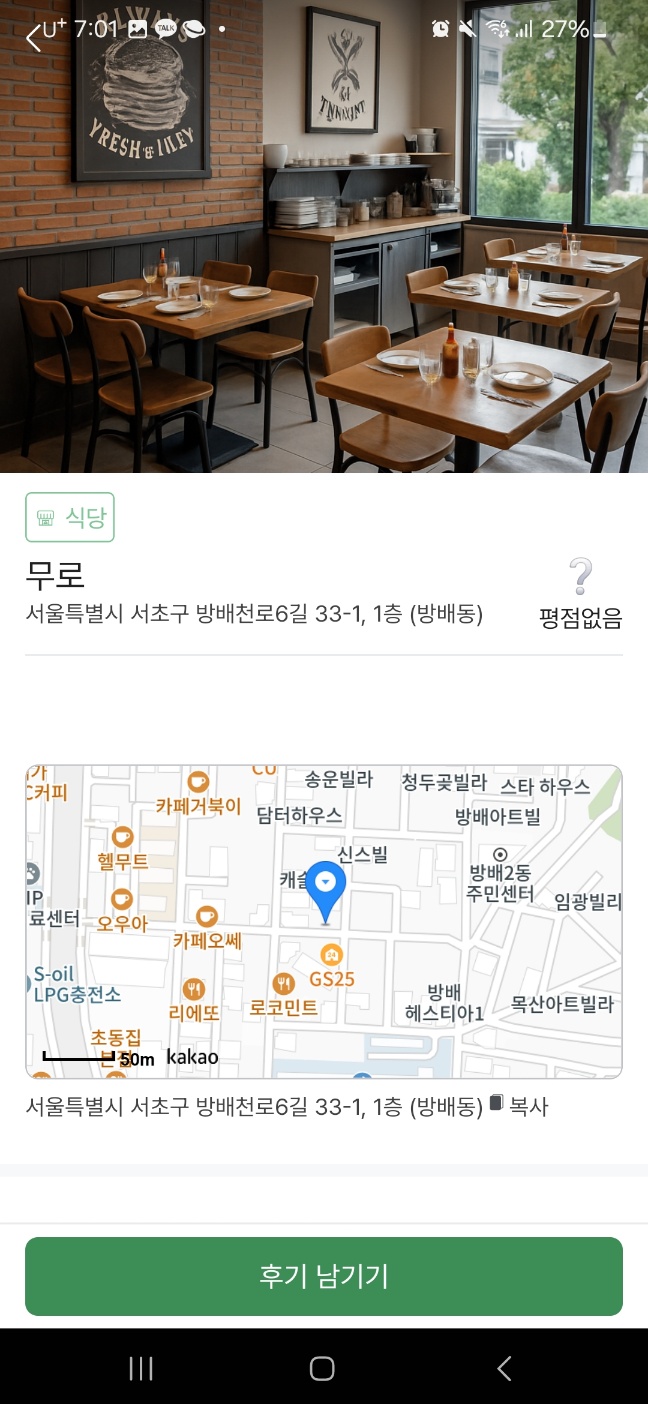 U+ 7:01 TALK 27%
YRESH & ILEY
식당
무로
서울특별시 서초구 방배천로6길 33-1, 1층 (방배동)
평점없음
CU
송운빌라
청두곶빌라
스타 하우스
C커피
카페거북이
담터하우스
방배아트빌
헬무트
신스빌
방배2동
주민센터
임광빌리
IP
료센터
오우아
카페오쎄
GS25
S-oil
LPG충전소
리에또
로코민트
방배
헤스티아1
목산아트빌라
초동집
본점
50m kakao
서울특별시 서초구 방배천로6길 33-1, 1층 (방배동) 복사
후기 남기기